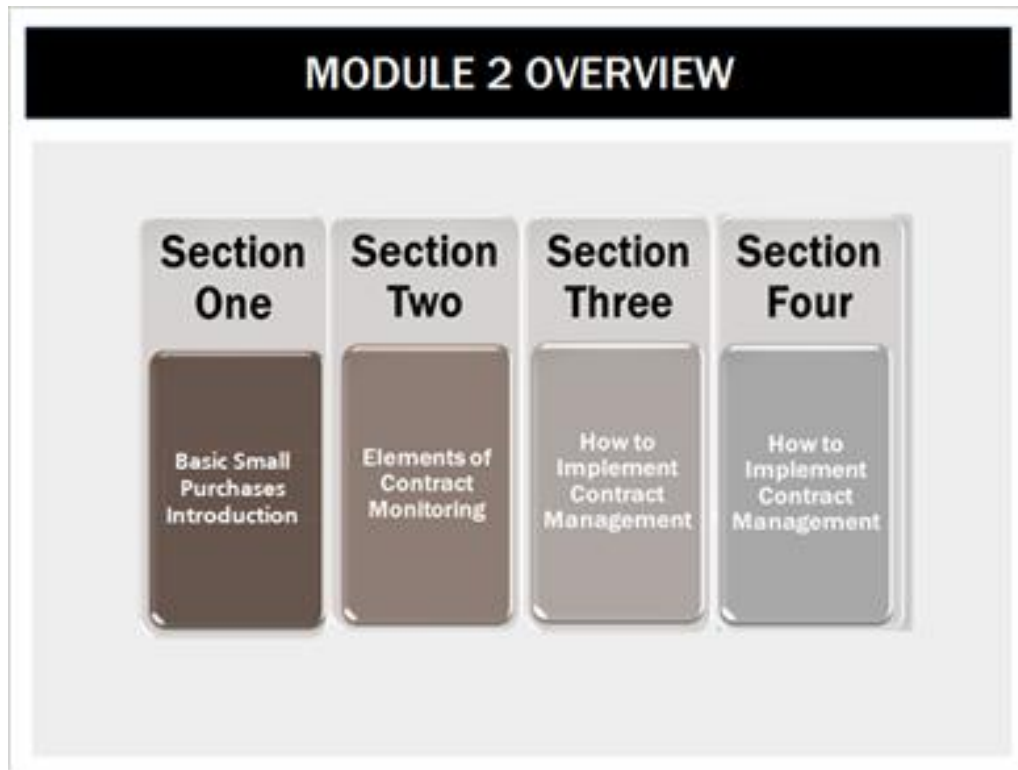 MODULE 2 OVERVIEW
Section
One
Basic Small
Purchases
Introduction
Section
Two
Elements of
Contract
Monitoring
Section
Three
How to
Implement
Contract
Management
Section
Four
How to
Implement
Contract
Management